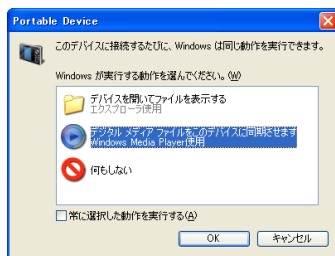 Portable Device
このデバイスに接続するたびに、Windows は同じ動作を実行できます。
Windows が実行する動作を選んでください。(W)
デバイスを開いてファイルを表示する
エクスプローラ使用
デジタル メディア ファイルをこのデバイスに同期させます
Windows Media Player使用
何もしない
常に選択した動作を実行する(A)
OK
キャンセル